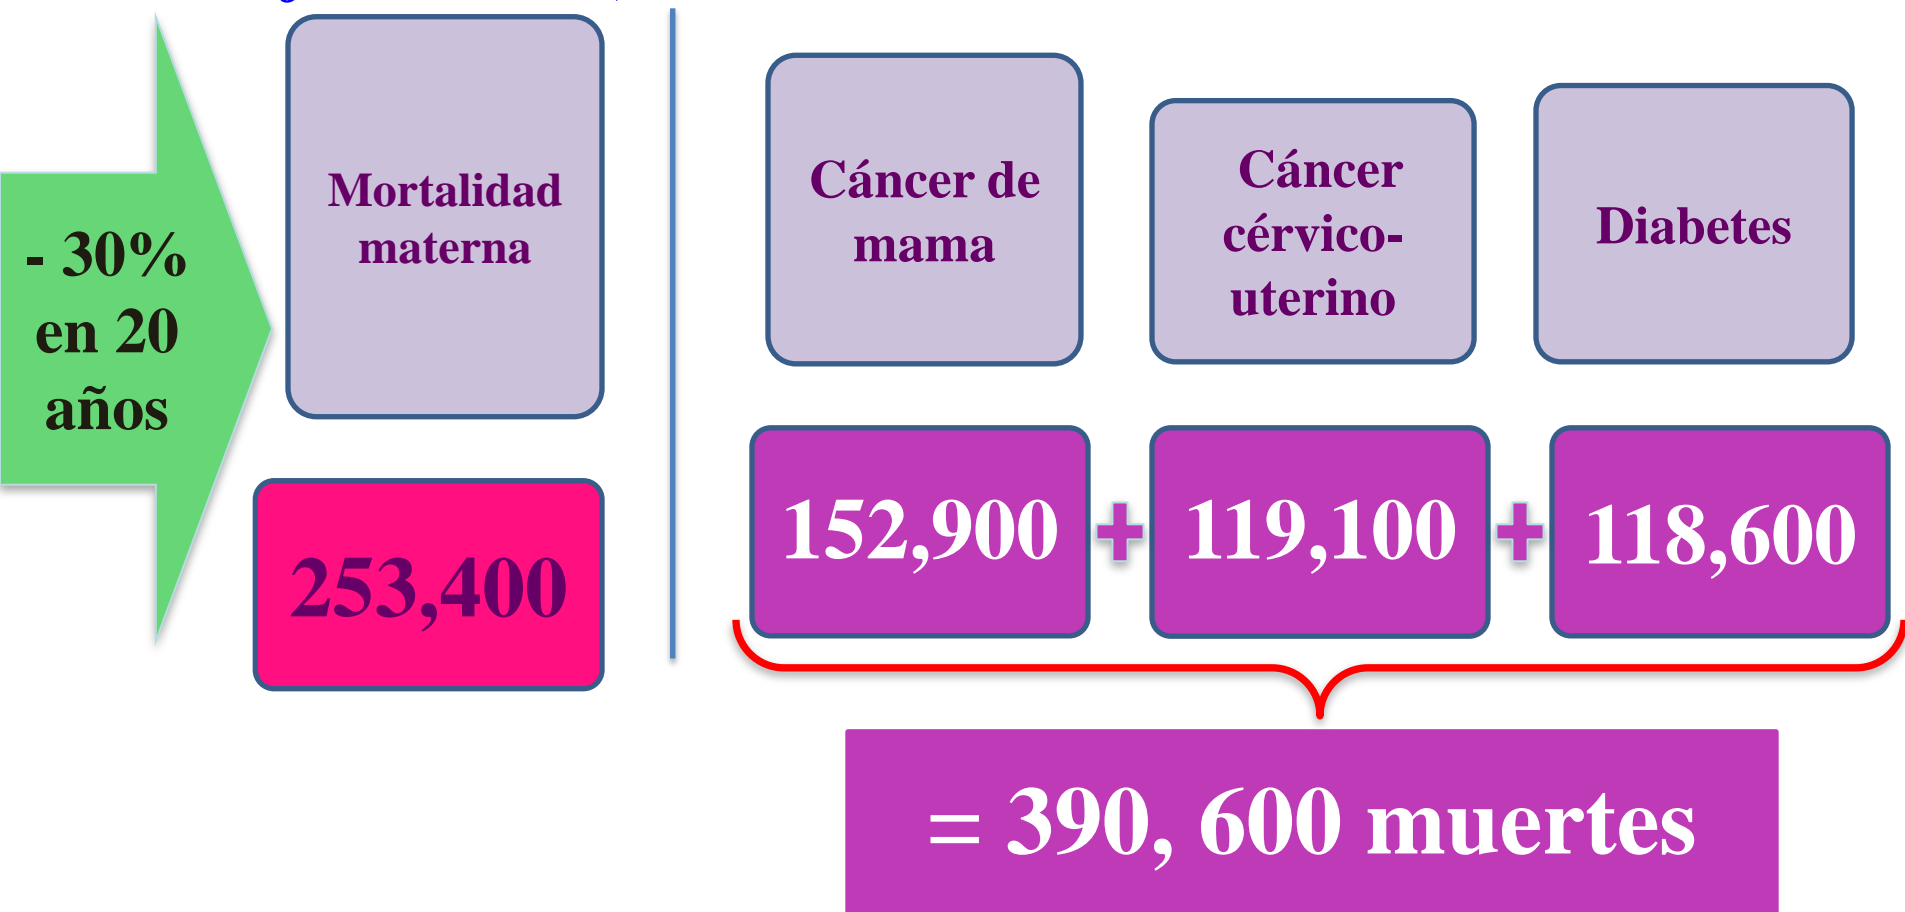 - 30%
en 20
años
Mortalidad
materna
253,400
Cáncer de
mama
Cáncer
cérvico-
uterino
Diabetes
152,900 + 119,100 + 118,600
= 390, 600 muertes